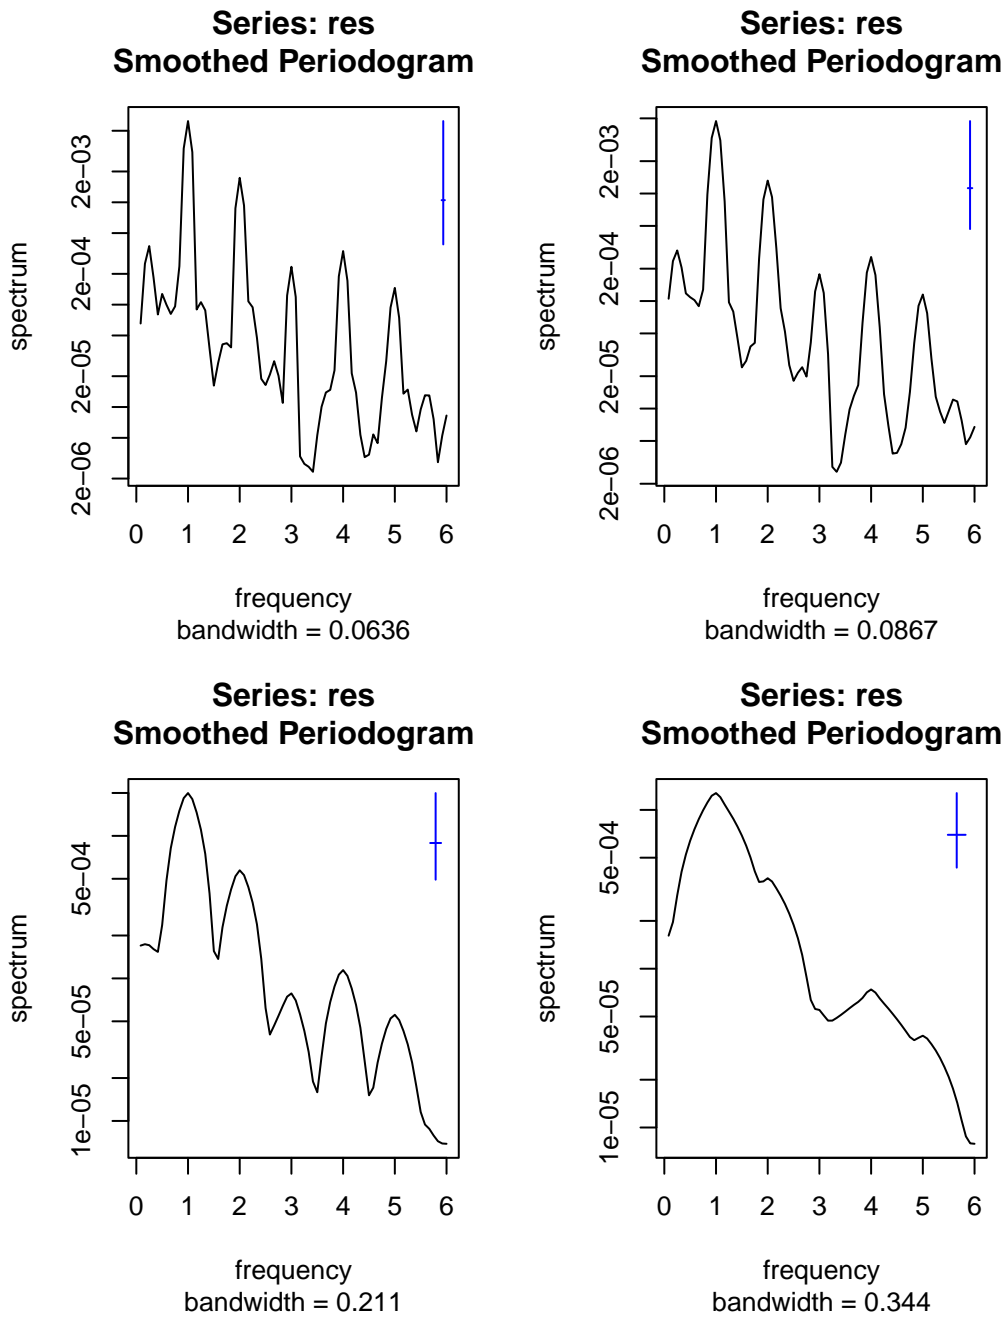 Series: res
Smoothed Periodogram
spectrum
2e−03
2e−04
2e−05
2e−06
0 1 2 3 4 5 6
frequency
bandwidth = 0.0636
Series: res
Smoothed Periodogram
spectrum
2e−03
2e−04
2e−05
2e−06
0 1 2 3 4 5 6
frequency
bandwidth = 0.0867
Series: res
Smoothed Periodogram
spectrum
5e−04
5e−05
1e−05
0 1 2 3 4 5 6
frequency
bandwidth = 0.211
Series: res
Smoothed Periodogram
spectrum
5e−04
5e−05
1e−05
0 1 2 3 4 5 6
frequency
bandwidth = 0.344